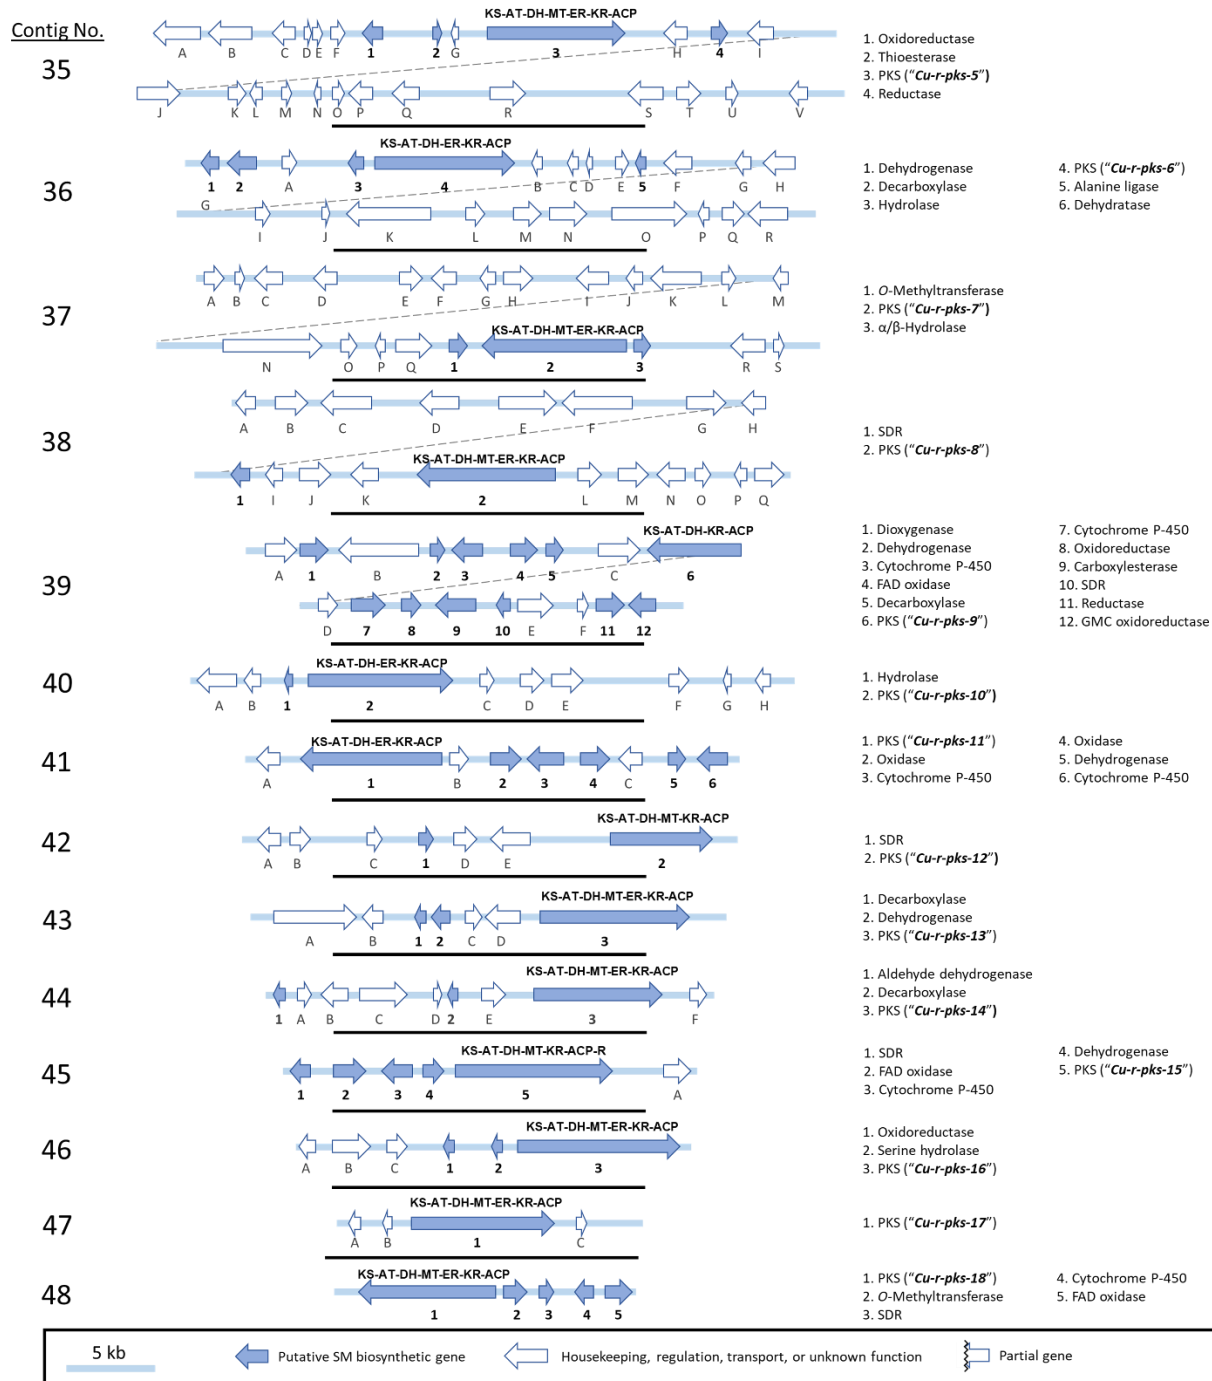 Contig No.
35
KS-AT-DH-MT-ER-KR-ACP
A B C D E F 1 2 G 3 H 4 I
J K L M N O P Q R S T U V
1. Oxidoreductase
2. Thioesterase
3. PKS (“Cu-r-pks-5”)
4. Reductase
36
KS-AT-DH-ER-KR-ACP
1 2 A 3 4 B C D E 5 F G H
G I J K L M N O P Q R
1. Dehydrogenase
2. Decarboxylase
3. Hydrolase
4. PKS (“Cu-r-pks-6”)
5. Alanine ligase
6. Dehydratase
37
A B C D E F G H I J K L M
KS-AT-DH-MT-ER-KR-ACP
N O P Q 1 2 3 R S
1. O-Methyltransferase
2. PKS (“Cu-r-pks-7”)
3. α/β-Hydrolase
38
A B C D E F G H
KS-AT-DH-MT-ER-KR-ACP
1 I J K 2 L M N O P Q
1. SDR
2. PKS (“Cu-r-pks-8”)
39
KS-AT-DH-KR-ACP
A 1 B 2 3 4 5 C 6
D 7 8 9 10 E F 11 12
1. Dioxygenase
2. Dehydrogenase
3. Cytochrome P-450
4. FAD oxidase
5. Decarboxylase
6. PKS (“Cu-r-pks-9”)
7. Cytochrome P-450
8. Oxidoreductase
9. Carboxylesterase
10. SDR
11. Reductase
12. GMC oxidoreductase
40
KS-AT-DH-ER-KR-ACP
A B 1 2 C D E F G H
1. Hydrolase
2. PKS (“Cu-r-pks-10”)
41
KS-AT-DH-ER-KR-ACP
A 1 B 2 3 4 C 5 6
1. PKS (“Cu-r-pks-11”)
2. Oxidase
3. Cytochrome P-450
4. Oxidase
5. Dehydrogenase
6. Cytochrome P-450
42
KS-AT-DH-MT-KR-ACP
A B C 1 D E 2
1. SDR
2. PKS (“Cu-r-pks-12”)
43
KS-AT-DH-MT-ER-KR-ACP
A B 1 2 C D 3
1. Decarboxylase
2. Dehydrogenase
3. PKS (“Cu-r-pks-13”)
44
KS-AT-DH-MT-ER-KR-ACP
1 A B C D 2 E 3 F
1. Aldehyde dehydrogenase
2. Decarboxylase
3. PKS (“Cu-r-pks-14”)
45
KS-AT-DH-MT-KR-ACP-R
1 2 3 4 5 A
1. SDR
2. FAD oxidase
3. Cytochrome P-450
4. Dehydrogenase
5. PKS (“Cu-r-pks-15”)
46
KS-AT-DH-MT-ER-KR-ACP
A B C 1 2 3
1. Oxidoreductase
2. Serine hydrolase
3. PKS (“Cu-r-pks-16”)
47
KS-AT-DH-MT-ER-KR-ACP
A B 1 C
1. PKS (“Cu-r-pks-17”)
48
KS-AT-DH-MT-ER-KR-ACP
1 2 3 4 5
1. PKS (“Cu-r-pks-18”)
2. O-Methyltransferase
3. SDR
4. Cytochrome P-450
5. FAD oxidase
5 kb
Putative SM biosynthetic gene
Housekeeping, regulation, transport, or unknown function
Partial gene